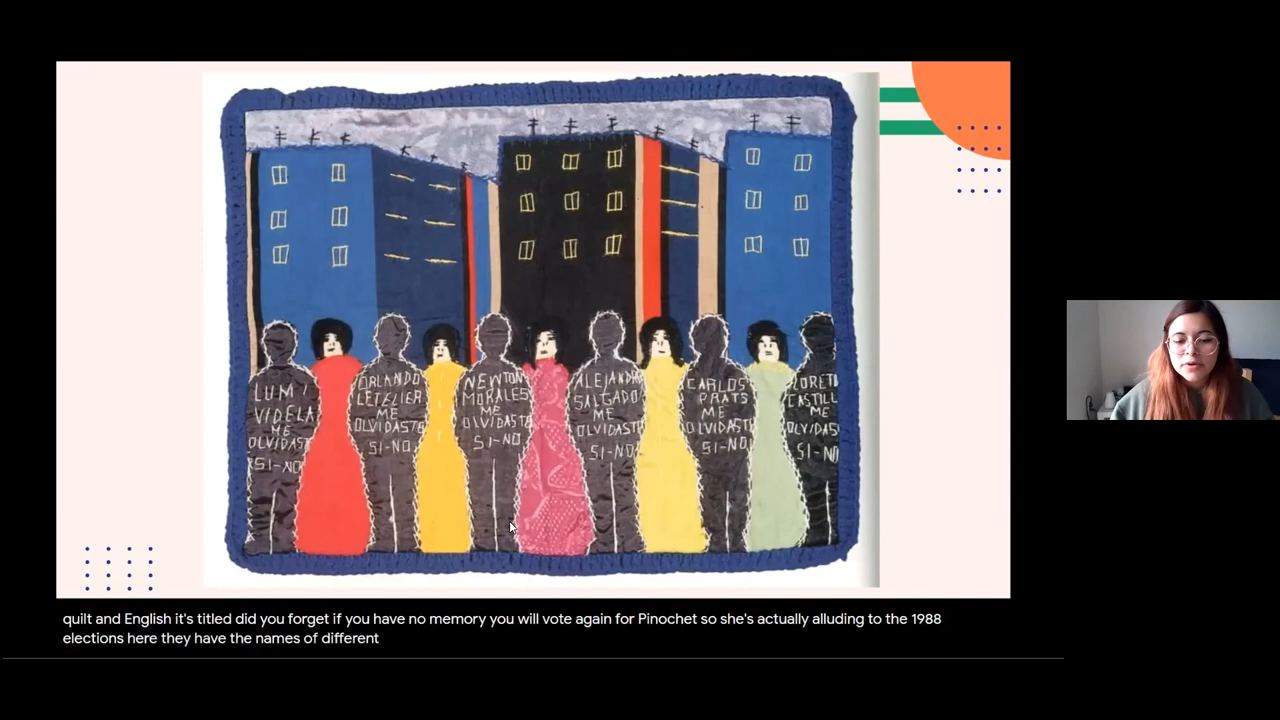 LUMI
VIDELA
ME
OLVIDASTE
SI-NO
ORLANDO
LETELIER
ME
OLVIDASTE
SI-NO
NEWTON
MORALES
ME
OLVIDASTE
SI-NO
ALEJANDR
SALGADO
ME
OLVIDASTE
SI-NO
CARLOS
PRATS
ME
OLVIDASTE
SI-NO
LORETO
CASTILL
ME
OLVIDAS
SI-NO
quilt and English it's titled did you forget if you have no memory you will vote again for Pinochet so she's actually alluding to the 1988
elections here they have the names of different